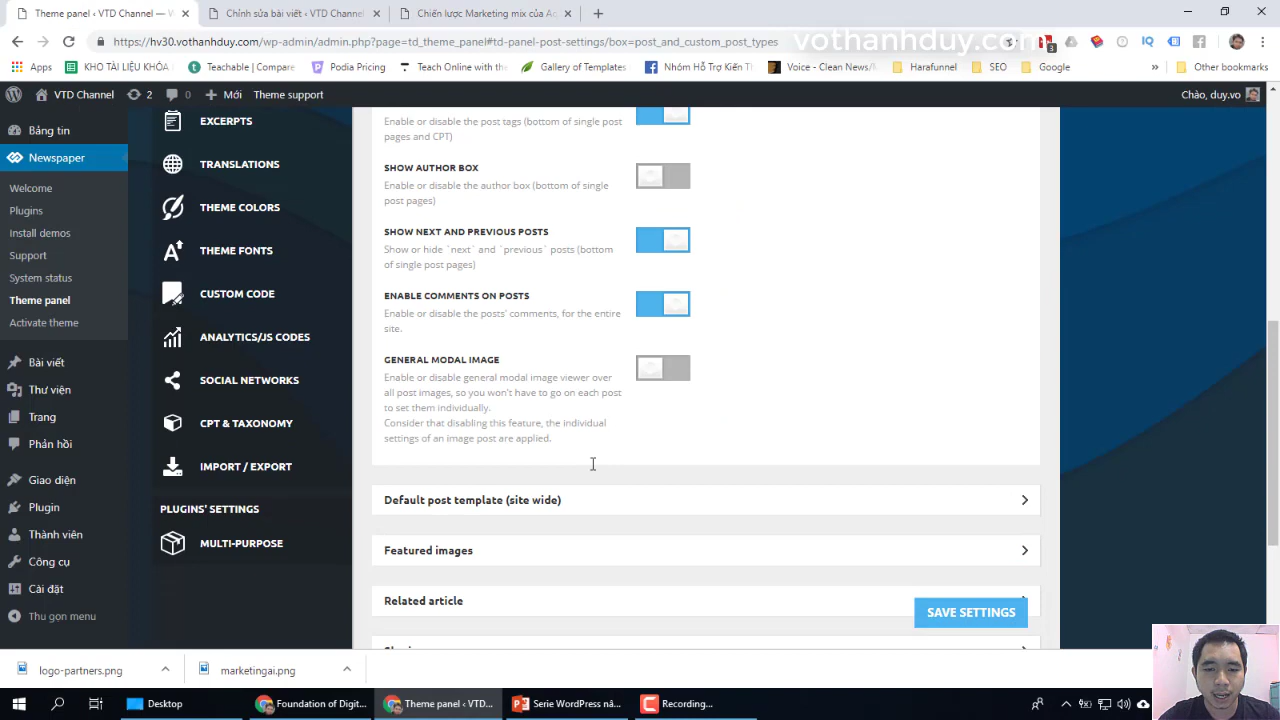 Theme panel ‹ VTD Channel — W
Chỉnh sửa bài viết ‹ VTD Channel
Chiến lược Marketing mix của Aq
https://hv30.vothanhduy.com/wp-admin/admin.php?page=td_theme_panel#td-panel-post-settings/box=post_and_custom_post_types
vothanhduy.com
3
Apps
KHO TÀI LIỆU KHÓA
Teachable | Compare
Podia Pricing
Teach Online with the
Gallery of Templates
Nhóm Hỗ Trợ Kiến Th
Voice - Clean News/M
Harafunnel
SEO
Google
Other bookmarks
VTD Channel
2
0
Mới
Theme support
Chào, duy.vo
Bảng tin
Newspaper
Welcome
Plugins
Install demos
Support
System status
Theme panel
Activate theme
Bài viết
Thư viện
Trang
Phản hồi
Giao diện
Plugin
Thành viên
Công cụ
Cài đặt
Thu gọn menu
EXCERPTS
TRANSLATIONS
THEME COLORS
THEME FONTS
CUSTOM CODE
ANALYTICS/JS CODES
SOCIAL NETWORKS
CPT & TAXONOMY
IMPORT / EXPORT
PLUGINS' SETTINGS
MULTI-PURPOSE
Enable or disable the post tags (bottom of single post
pages and CPT)
SHOW AUTHOR BOX
Enable or disable the author box (bottom of single
post pages)
SHOW NEXT AND PREVIOUS POSTS
Show or hide `next` and `previous` posts (bottom
of single post pages)
ENABLE COMMENTS ON POSTS
Enable or disable the posts' comments, for the entire
site.
GENERAL MODAL IMAGE
Enable or disable general modal image viewer over
all post images, so you won't have to go on each post
to set them individually.
Consider that disabling this feature, the individual
settings of an image post are applied.
Default post template (site wide)
Featured images
Related article
SAVE SETTINGS
logo-partners.png
marketingai.png
Desktop
Foundation of Digit...
Theme panel ‹ VTD...
Serie WordPress nâ...
Recording...